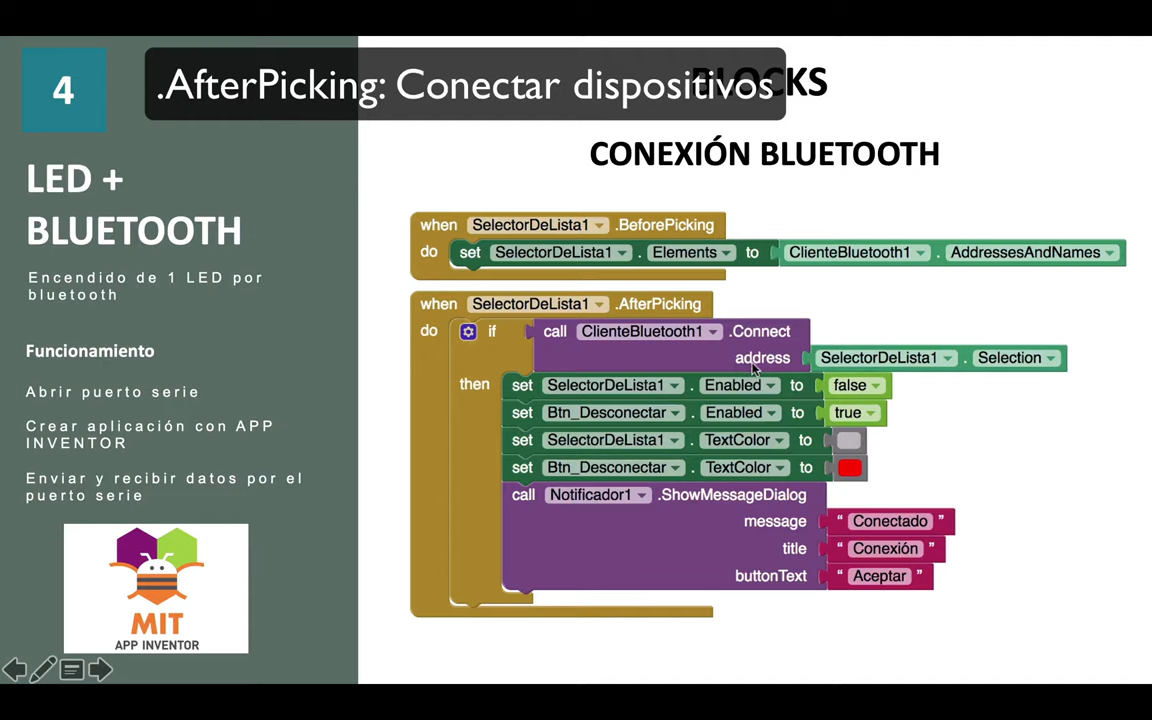 4
.AfterPicking: Conectar dispositivos
BLOCKS
CONEXIÓN BLUETOOTH
LED +
BLUETOOTH
Encendido de 1 LED por
bluetooth
Funcionamiento
Abrir puerto serie
Crear aplicación con APP
INVENTOR
Enviar y recibir datos por el
puerto serie
MIT
APP INVENTOR
when SelectorDeLista1 .BeforePicking
do set SelectorDeLista1 . Elements to ClienteBluetooth1 . AddressesAndNames
when SelectorDeLista1 .AfterPicking
do if call ClienteBluetooth1 .Connect
address SelectorDeLista1 . Selection
then set SelectorDeLista1 . Enabled to false
set Btn_Desconectar . Enabled to true
set SelectorDeLista1 . TextColor to
set Btn_Desconectar . TextColor to
call Notificador1 .ShowMessageDialog
message “ Conectado ”
title “ Conexión ”
buttonText “ Aceptar ”